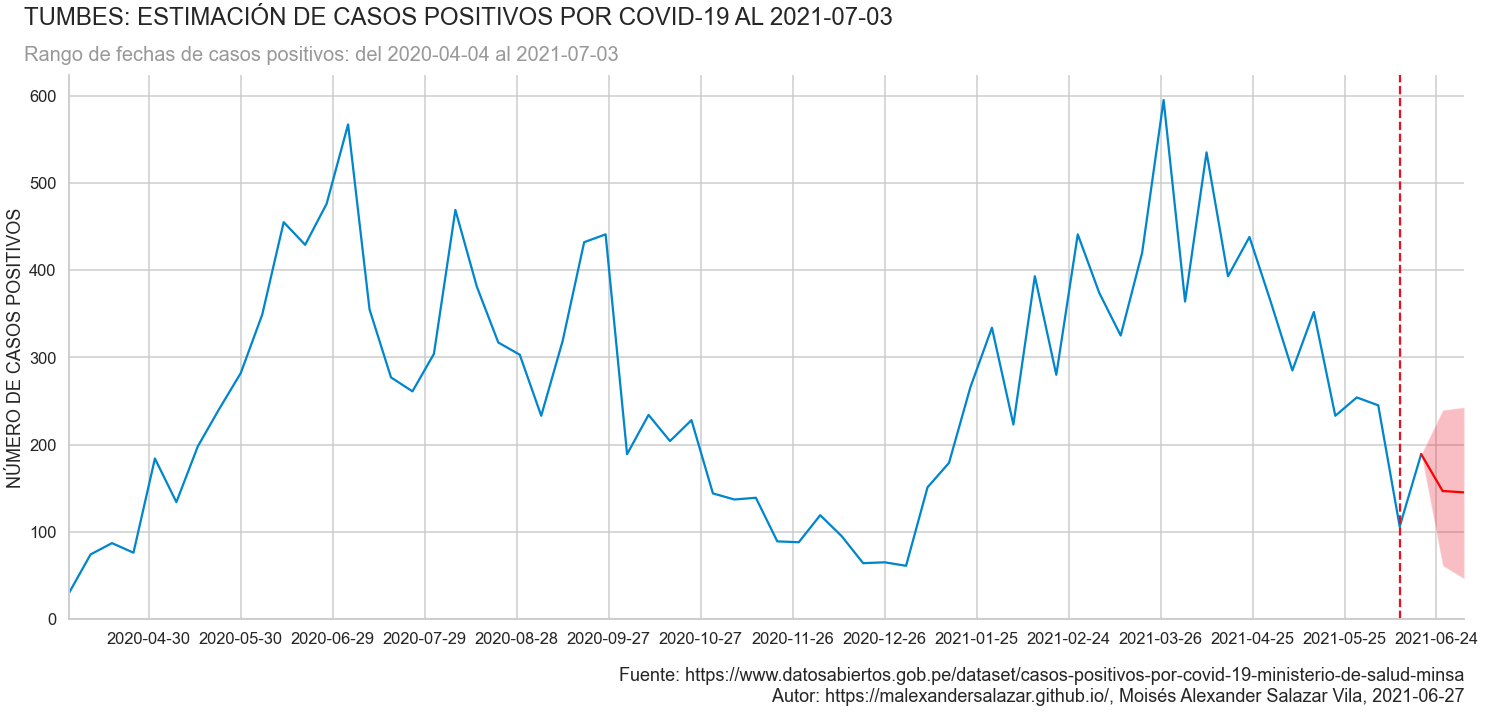 TUMBES: ESTIMACIÓN DE CASOS POSITIVOS POR COVID-19 AL 2021-07-03
Rango de fechas de casos positivos: del 2020-04-04 al 2021-07-03
NÚMERO DE CASOS POSITIVOS
600
500
400
300
200
100
0
2020-04-30 2020-05-30 2020-06-29 2020-07-29 2020-08-28 2020-09-27 2020-10-27 2020-11-26 2020-12-26 2021-01-25 2021-02-24 2021-03-26 2021-04-25 2021-05-25 2021-06-24
Fuente: https://www.datosabiertos.gob.pe/dataset/casos-positivos-por-covid-19-ministerio-de-salud-minsa
Autor: https://malexandersalazar.github.io/, Moisés Alexander Salazar Vila, 2021-06-27